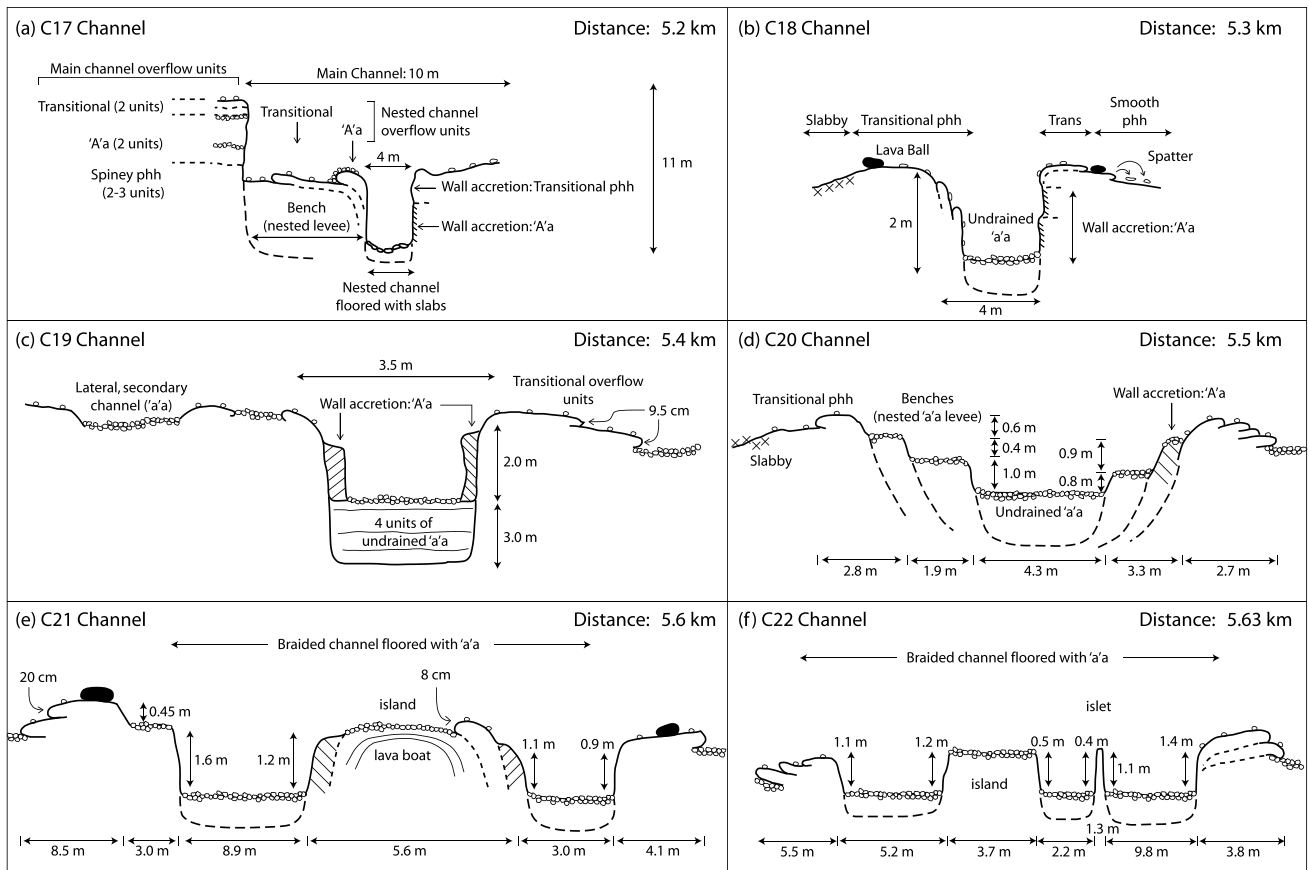 (a) C17 Channel
Distance: 5.2 km
Main channel overflow units
Main Channel: 10 m
Transitional (2 units)
Transitional
‘A’a
Nested channel
overflow units
‘A’a (2 units)
4 m
11 m
Spiney phh
(2-3 units)
Wall accretion: Transitional phh
Bench
(nested levee)
Wall accretion: ‘A’a
Nested channel
floored with slabs
(b) C18 Channel
Distance: 5.3 km
Slabby
Transitional phh
Trans
Smooth
phh
Lava Ball
Spatter
2 m
Undrained
‘a’a
Wall accretion: ‘A’a
4 m
(c) C19 Channel
Distance: 5.4 km
3.5 m
Lateral, secondary
channel (‘a’a)
Wall accretion: ‘A’a
Transitional overflow
units
9.5 cm
2.0 m
4 units of
undrained ‘a’a
3.0 m
(d) C20 Channel
Distance: 5.5 km
Transitional phh
Benches
(nested ‘a’a levee)
Wall accretion: ‘A’a
0.6 m
0.4 m
1.0 m
0.9 m
0.8 m
Slabby
Undrained ‘a’a
2.8 m
1.9 m
4.3 m
3.3 m
2.7 m
(e) C21 Channel
Distance: 5.6 km
Braided channel floored with ‘a’a
20 cm
8 cm
0.45 m
island
1.6 m
1.2 m
lava boat
1.1 m
0.9 m
8.5 m
3.0 m
8.9 m
5.6 m
3.0 m
4.1 m
(f) C22 Channel
Distance: 5.63 km
Braided channel floored with ‘a’a
islet
1.1 m
1.2 m
0.5 m
0.4 m
1.4 m
1.1 m
island
1.3 m
5.5 m
5.2 m
3.7 m
2.2 m
9.8 m
3.8 m